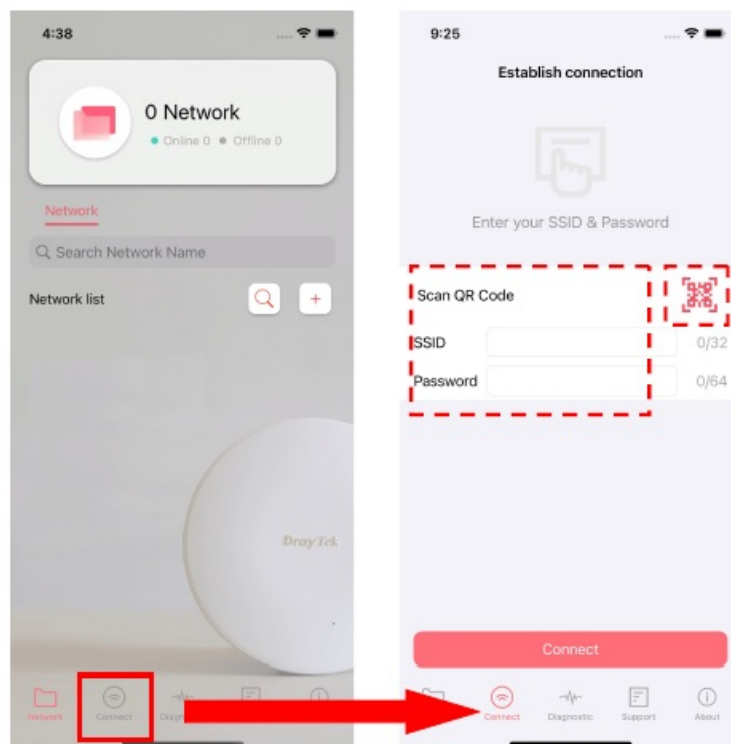 4:38
0 Network
Online 0 Offline 0
Network
Search Network Name
Network list
DrayTek
Network Connect
9:25
Establish connection
Enter your SSID & Password
Scan QR Code
SSID 0/32
Password 0/64
Connect
Connect Diagnostic Support About